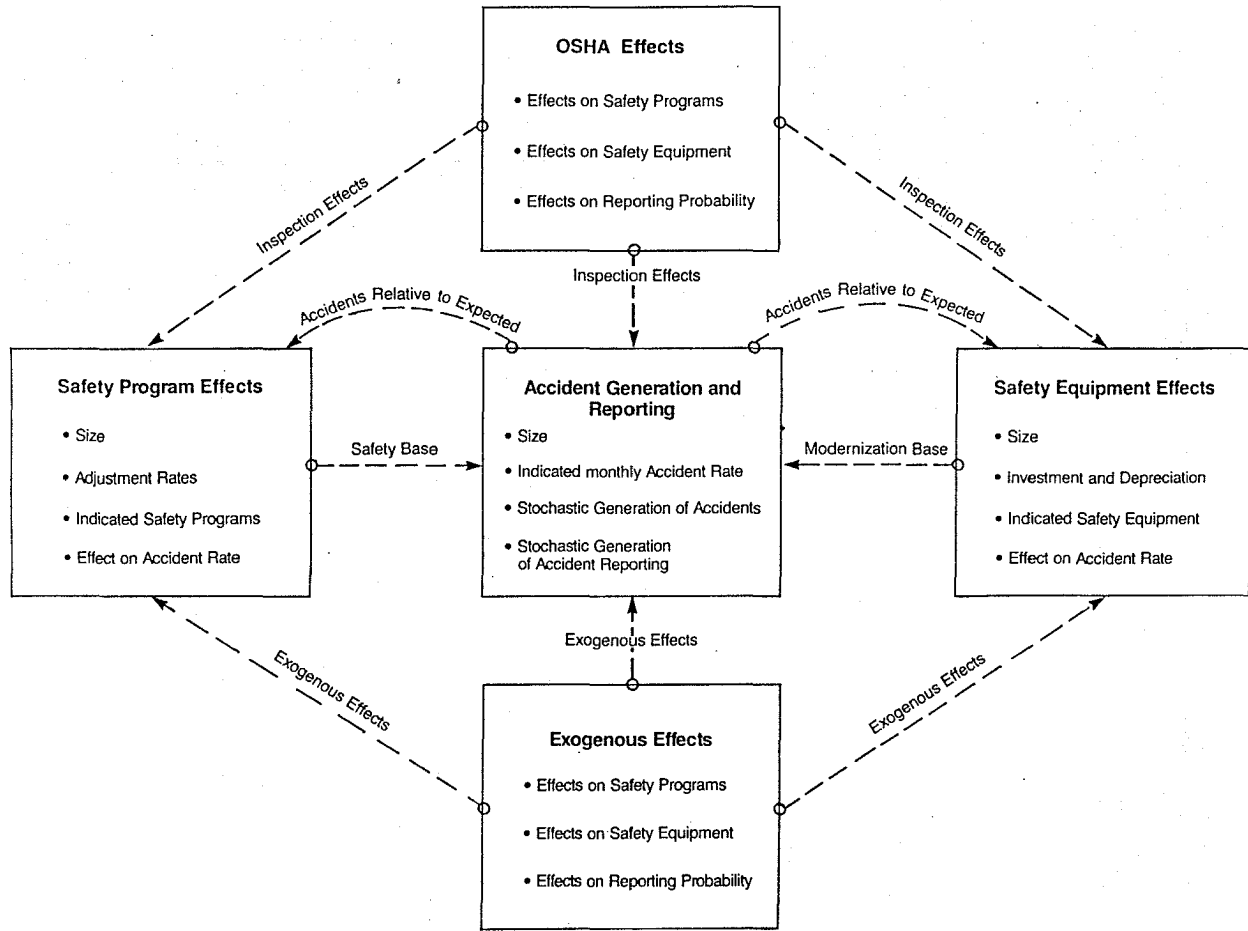 OSHA Effects
• Effects on Safety Programs
• Effects on Safety Equipment
• Effects on Reporting Probability
Inspection Effects
Inspection Effects
Inspection Effects
Accidents Relative to Expected
Accidents Relative to Expected
Safety Program Effects
• Size
• Adjustment Rates
• Indicated Safety Programs
• Effect on Accident Rate
Safety Base
Accident Generation and
Reporting
• Size
• Indicated monthly Accident Rate
• Stochastic Generation of Accidents
• Stochastic Generation
of Accident Reporting
Modernization Base
Safety Equipment Effects
• Size
• Investment and Depreciation
• Indicated Safety Equipment
• Effect on Accident Rate
Exogenous Effects
Exogenous Effects
Exogenous Effects
Exogenous Effects
• Effects on Safety Programs
• Effects on Safety Equipment
• Effects on Reporting Probability